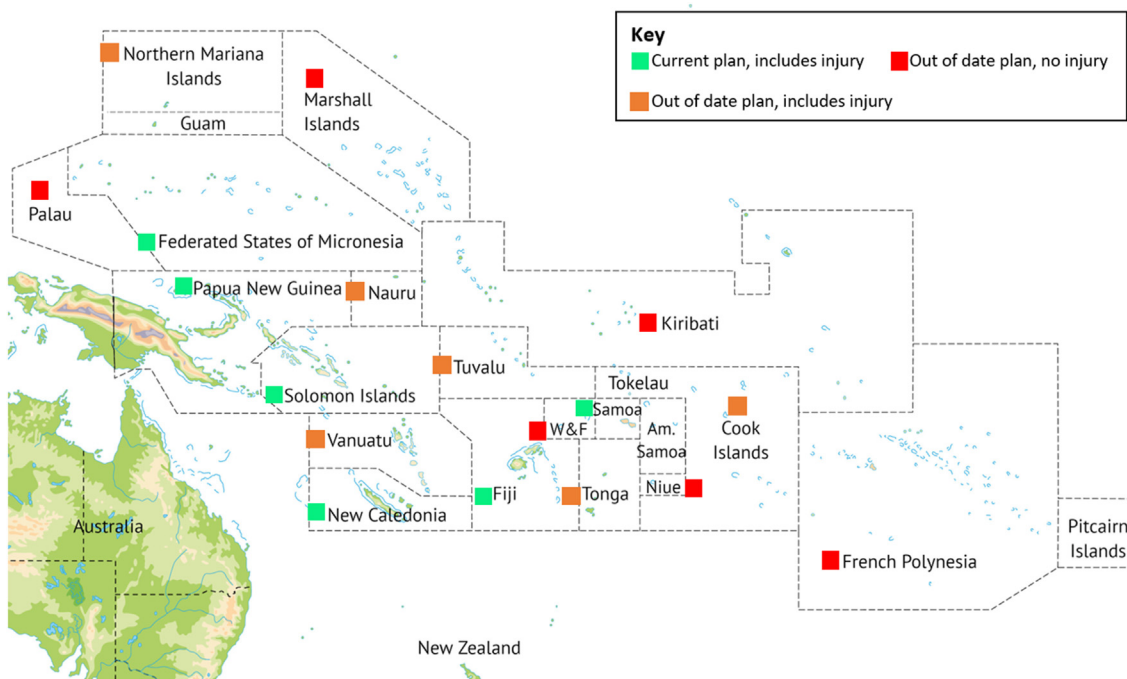 Key
Current plan, includes injury
Out of date plan, no injury
Out of date plan, includes injury
Northern Mariana
Islands
Guam
Marshall
Islands
Palau
Federated States of Micronesia
Papua New Guinea
Nauru
Kiribati
Tuvalu
Solomon Islands
Tokelau
Samoa
W&F
Am.
Samoa
Cook
Islands
Vanuatu
Niue
Fiji
Tonga
New Caledonia
Australia
Pitcairn
Islands
French Polynesia
New Zealand